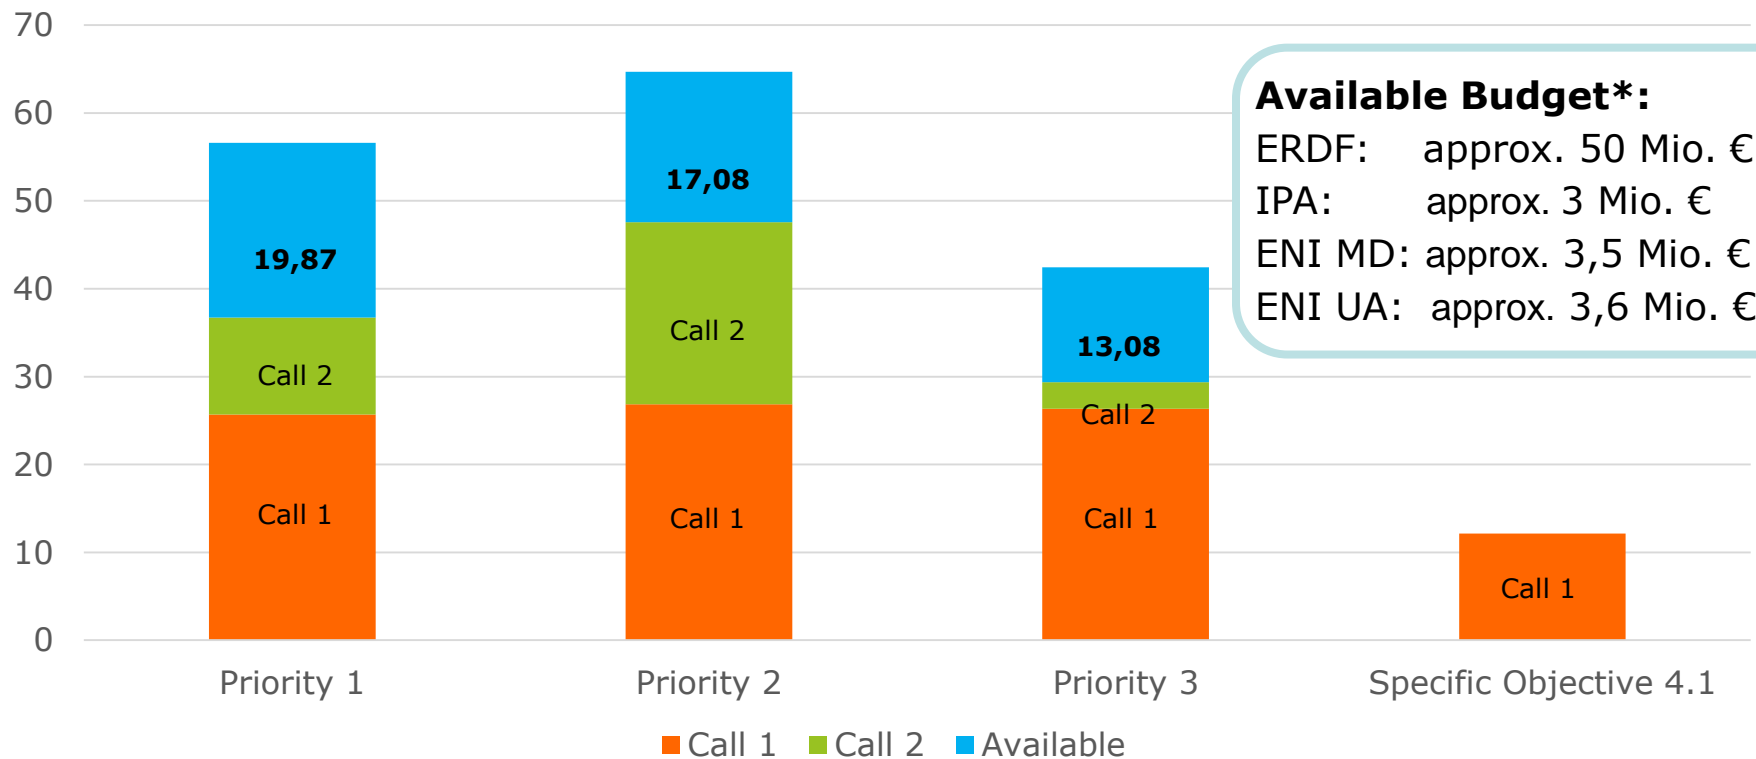 70
60
50
40
30
20
10
0
19,87
Call 2
Call 1
17,08
Call 2
Call 1
13,08
Call 2
Call 1
Call 1
Available Budget*:
ERDF: approx. 50 Mio. €
IPA: approx. 3 Mio. €
ENI MD: approx. 3,5 Mio. €
ENI UA: approx. 3,6 Mio. €
Priority 1 Priority 2 Priority 3 Specific Objective 4.1
Call 1 Call 2 Available